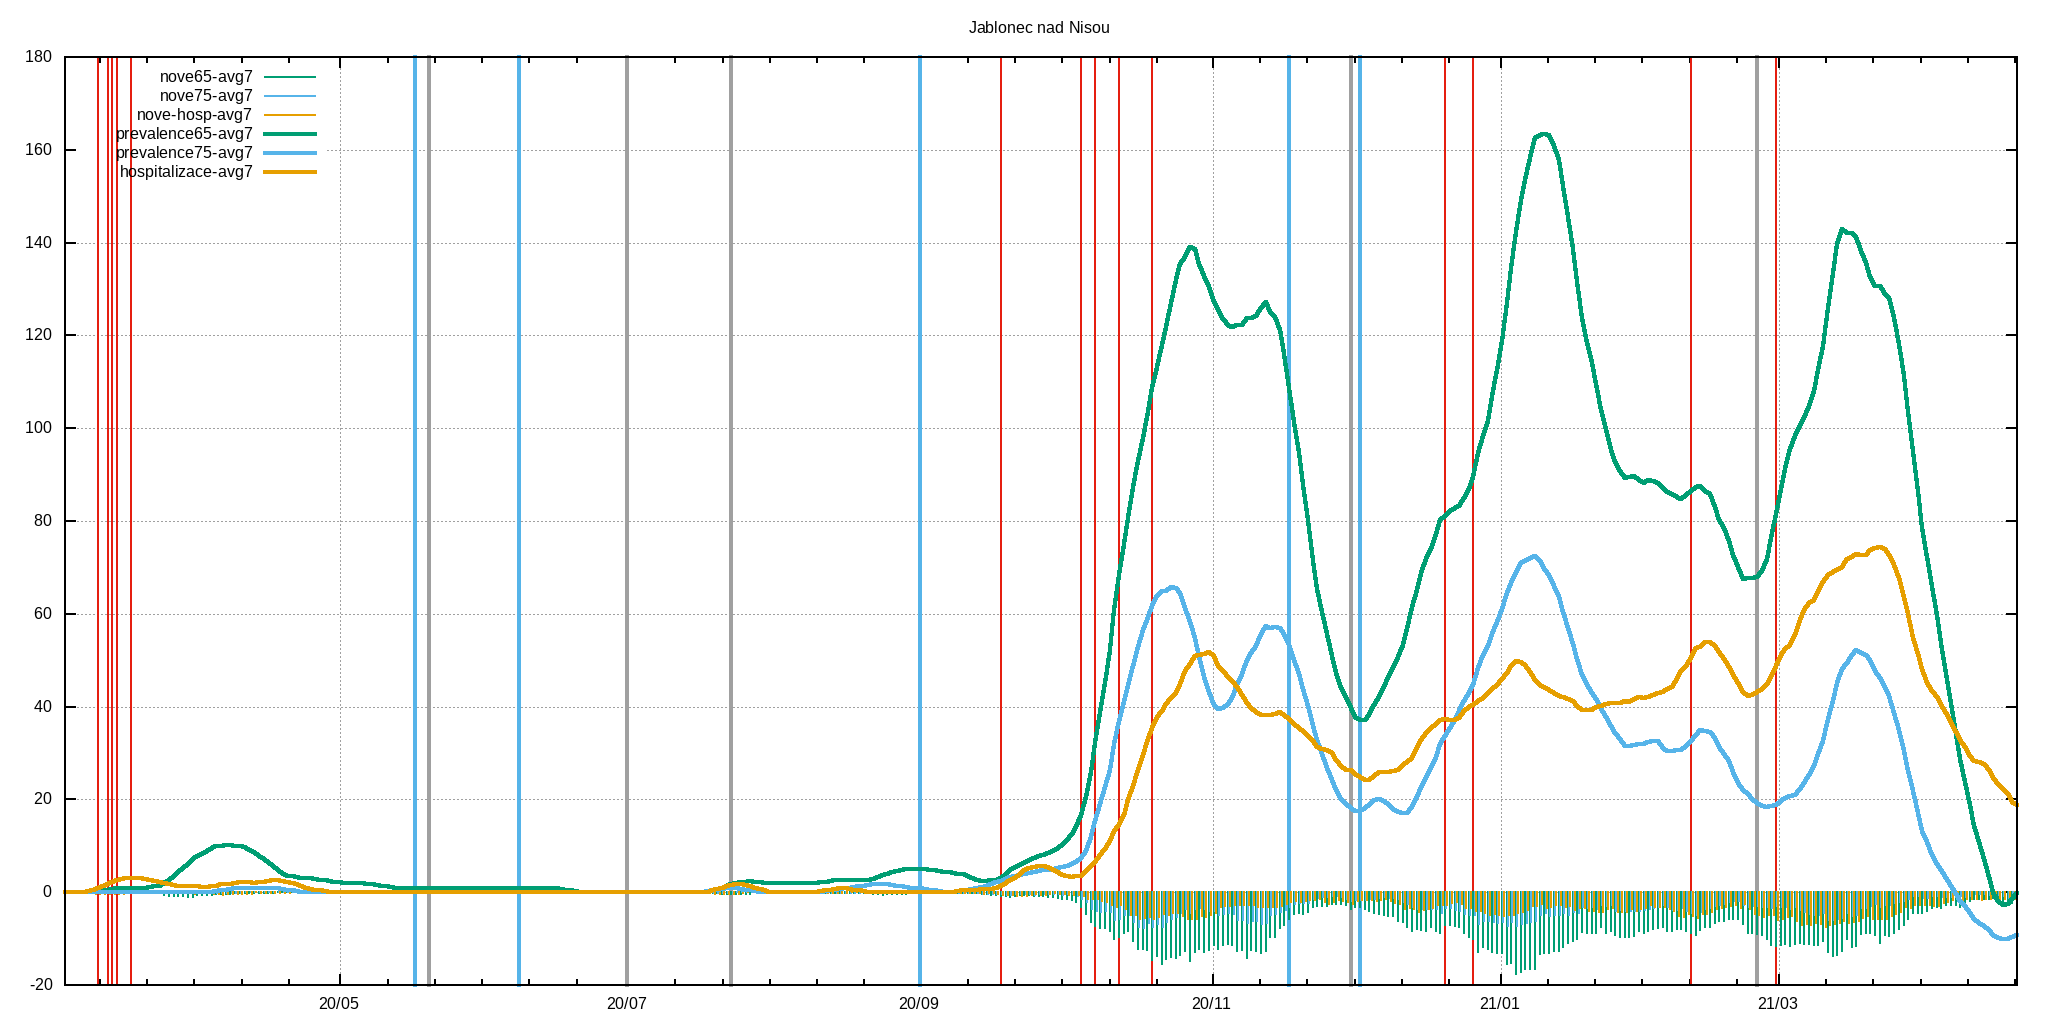 Jablonec nad Nisou
180
160
140
120
100
80
60
40
20
0
-20
nove65-avg7
nove75-avg7
nove-hosp-avg7
prevalence65-avg7
prevalence75-avg7
hospitalizace-avg7
20/05
20/07
20/09
20/11
21/01
21/03